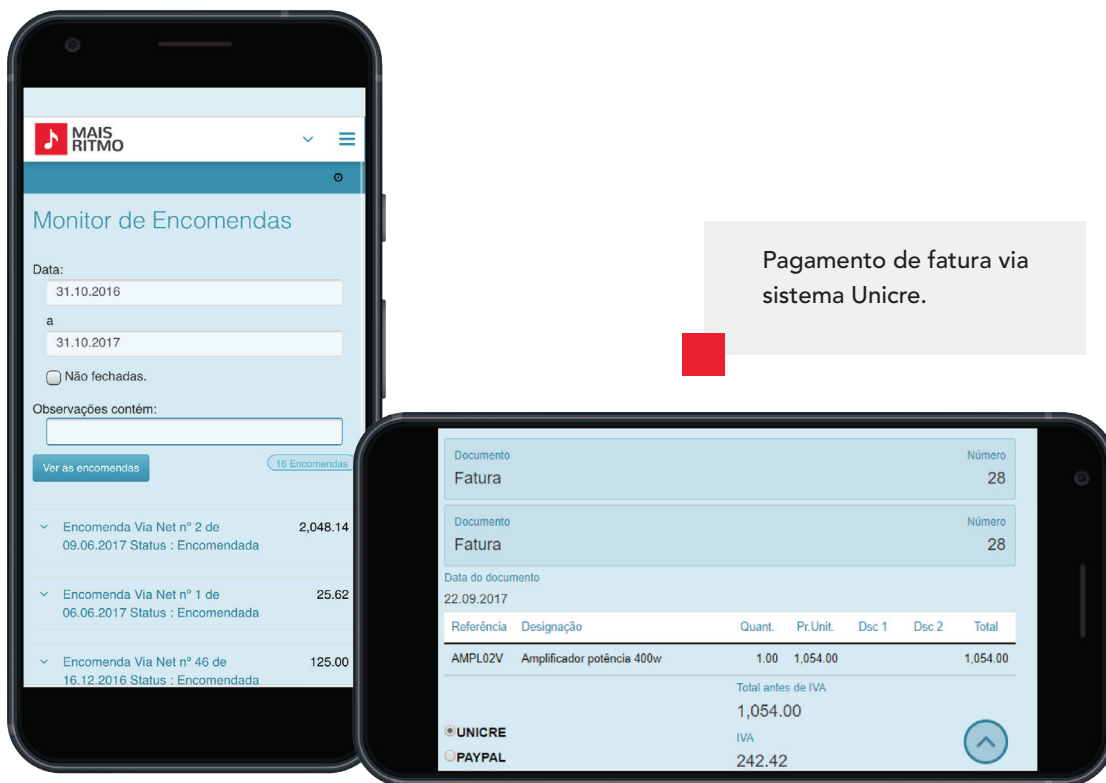 MAIS
RITMO
Monitor de Encomendas
Data:
31.10.2016
a
31.10.2017
Não fechadas.
Observações contém:
Ver as encomendas
16 Encomendas
Encomenda Via Net nº 2 de 2,048.14
09.06.2017 Status : Encomendada
Encomenda Via Net nº 1 de 25.62
06.06.2017 Status : Encomendada
Encomenda Via Net nº 46 de 125.00
16.12.2016 Status : Encomendada
Pagamento de fatura via
sistema Unicre.
Documento Número
Fatura 28
Documento Número
Fatura 28
Data do documento
22.09.2017
Referência Designação Quant. Pr.Unit. Dsc 1 Dsc 2 Total
AMPL02V Amplificador potência 400w 1.00 1,054.00 1,054.00
Total antes de IVA
1,054.00
UNICRE
IVA
PAYPAL
242.42